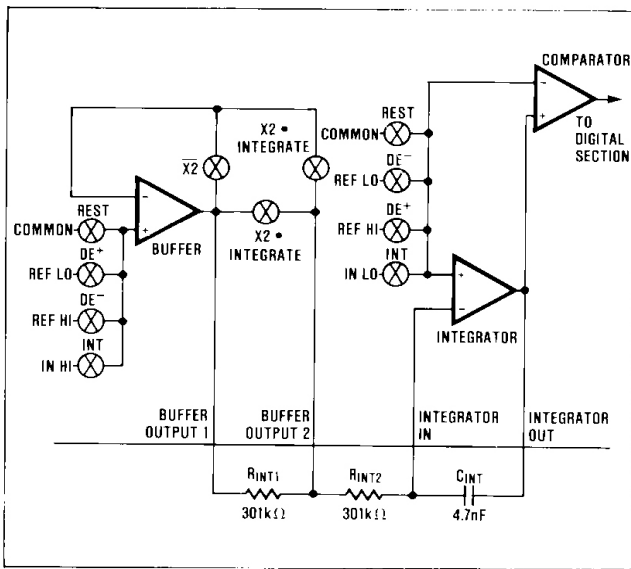 COMPARATOR
-
+
TO
DIGITAL
SECTION
REST
COMMON
DE⁻
REF LO
DE⁺
REF HI
INT
IN LO
+
-
INTEGRATOR
X2 •
INTEGRATE
X̅2̅
X2 •
INTEGRATE
-
+
BUFFER
REST
COMMON
DE⁺
REF LO
DE⁻
REF HI
INT
IN HI
BUFFER
OUTPUT 1
BUFFER
OUTPUT 2
INTEGRATOR
IN
INTEGRATOR
OUT
RINT1
301kΩ
RINT2
301kΩ
CINT
4.7nF